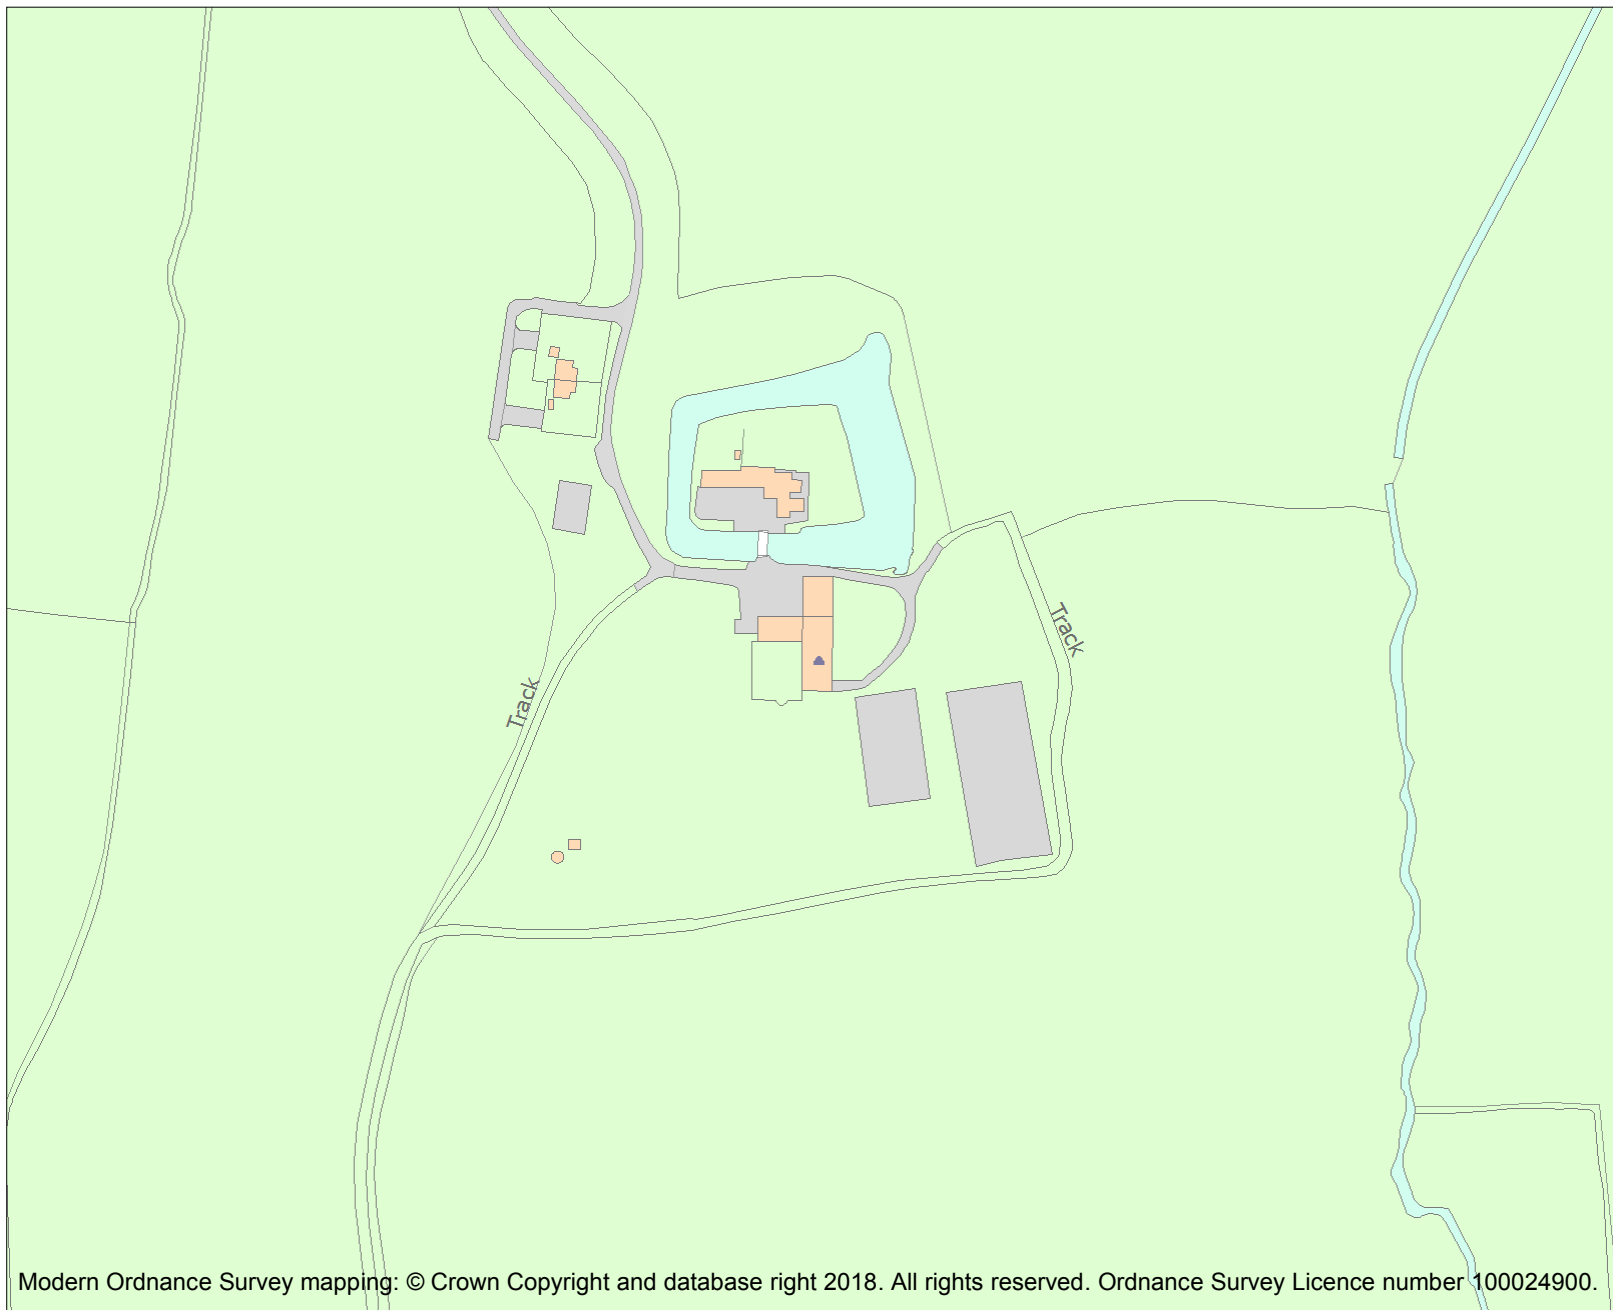 Track
Track
Modern Ordnance Survey mapping: © Crown Copyright and database right 2018. All rights reserved. Ordnance Survey Licence number 100024900.